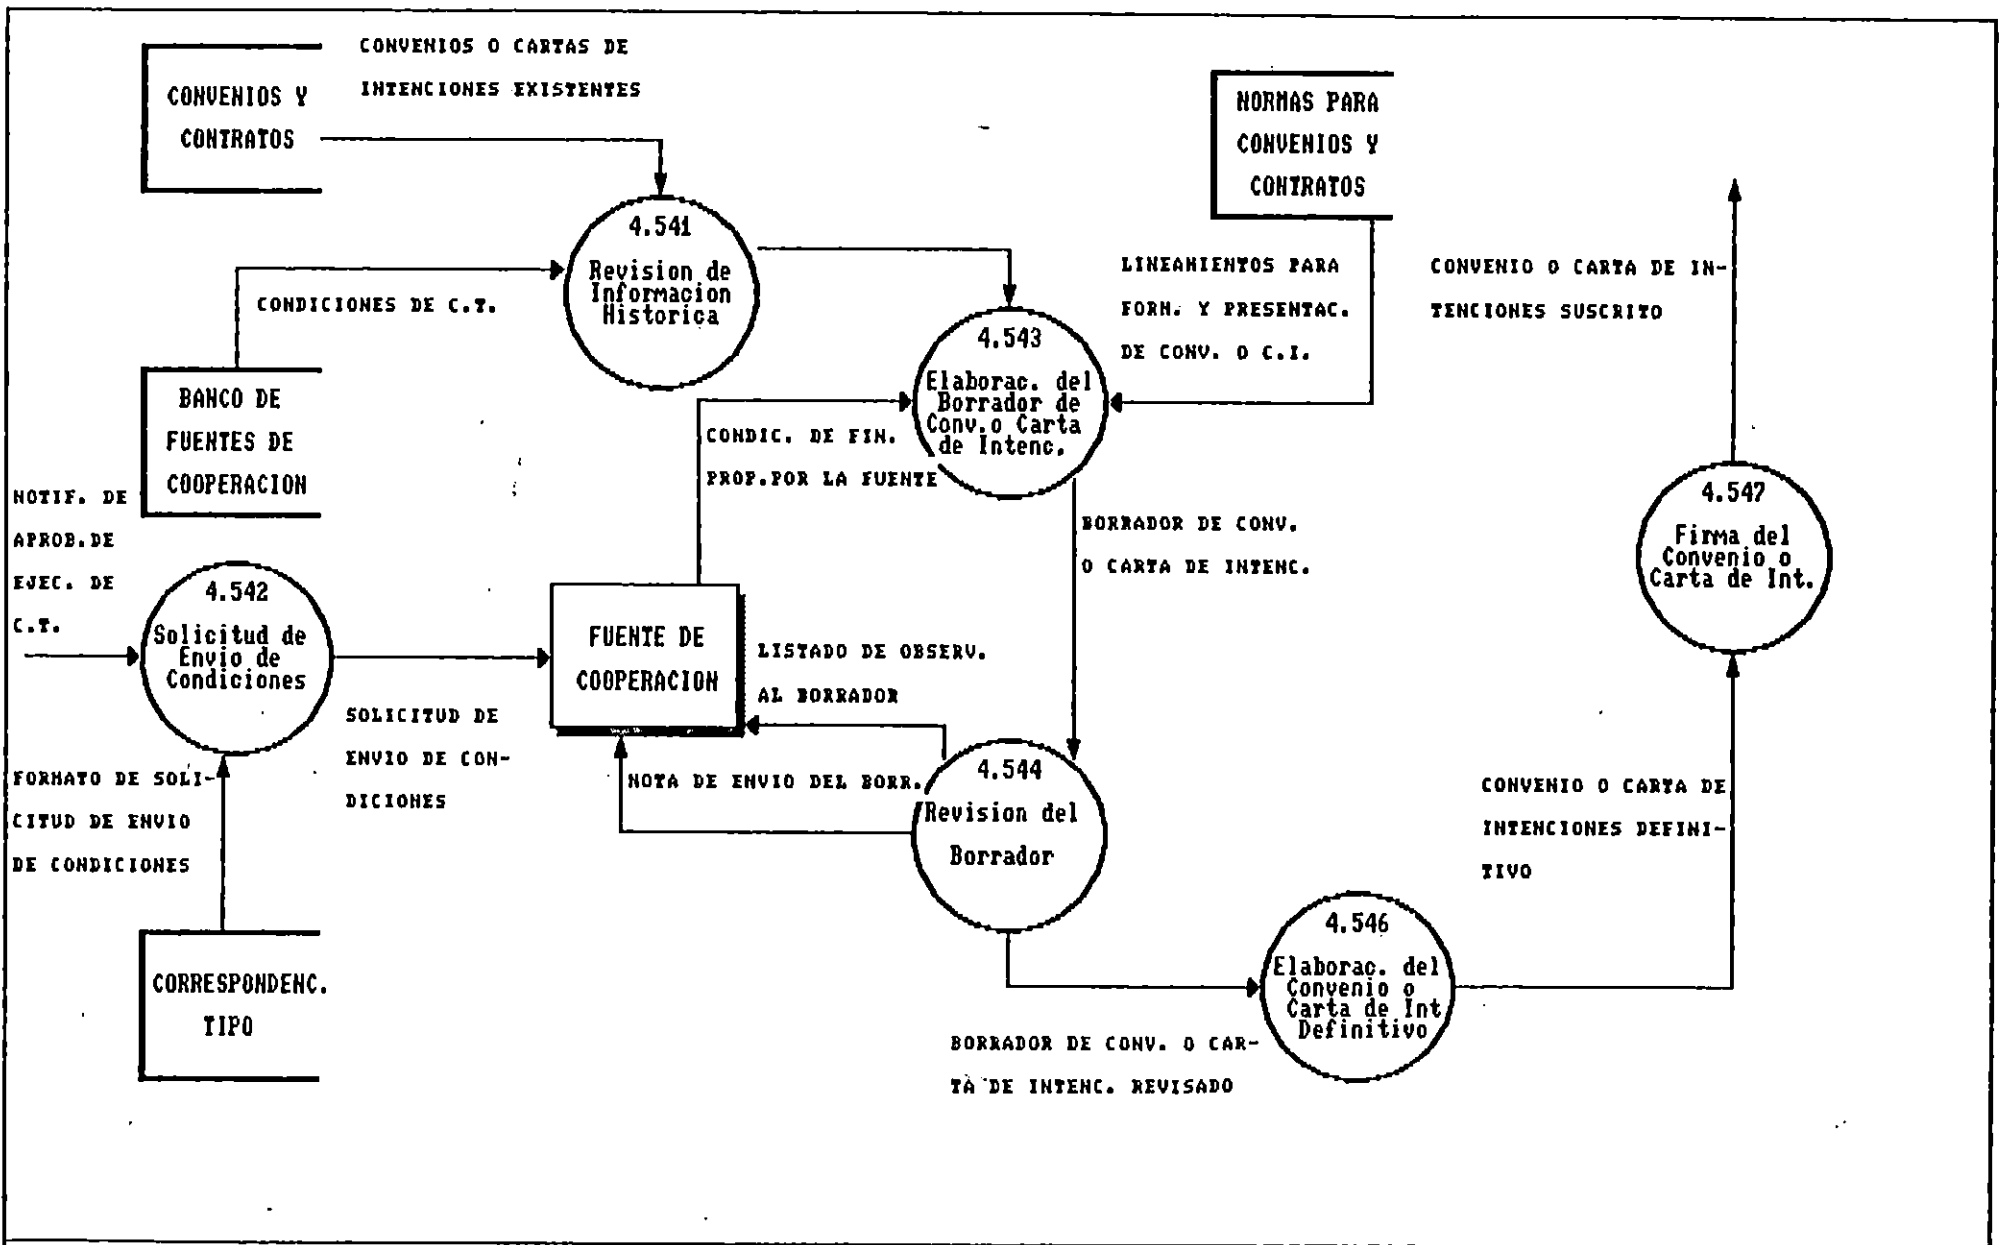 CONVENIOS Y
CONTRATOS
CONVENIOS O CARTAS DE
INTENCIONES EXISTENTES
NORMAS PARA
CONVENIOS Y
CONTRATOS
4.541
Revision de
Informacion
Historica
CONDICIONES DE C.T.
BANCO DE
FUENTES DE
COOPERACION
4.543
Elaborac. del
Borrador de
Conv.o Carta
de Intenc.
LINEAMIENTOS PARA
FORM. Y PRESENTAC.
DE CONV. O C.I.
CONVENIO O CARTA DE IN-
TENCIONES SUSCRITO
CONDIC. DE FIN.
PROP.POR LA FUENTE
NOTIF. DE
APROB.DE
EJEC. DE
C.T.
4.542
Solicitud de
Envio de
Condiciones
FUENTE DE
COOPERACION
BORRADOR DE CONV.
O CARTA DE INTENC.
4.547
Firma del
Convenio o
Carta de Int.
LISTADO DE OBSERV.
AL BORRADOR
SOLICITUD DE
ENVIO DE CON-
DICIONES
NOTA DE ENVIO DEL BORR.
4.544
Revision del
Borrador
FORMATO DE SOLI-
CITUD DE ENVIO
DE CONDICIONES
CONVENIO O CARTA DE
INTENCIONES DEFINI-
TIVO
CORRESPONDENC.
TIPO
4.546
Elaborac. del
Convenio o
Carta de Int
Definitivo
BORRADOR DE CONV. O CAR-
TA DE INTENC. REVISADO